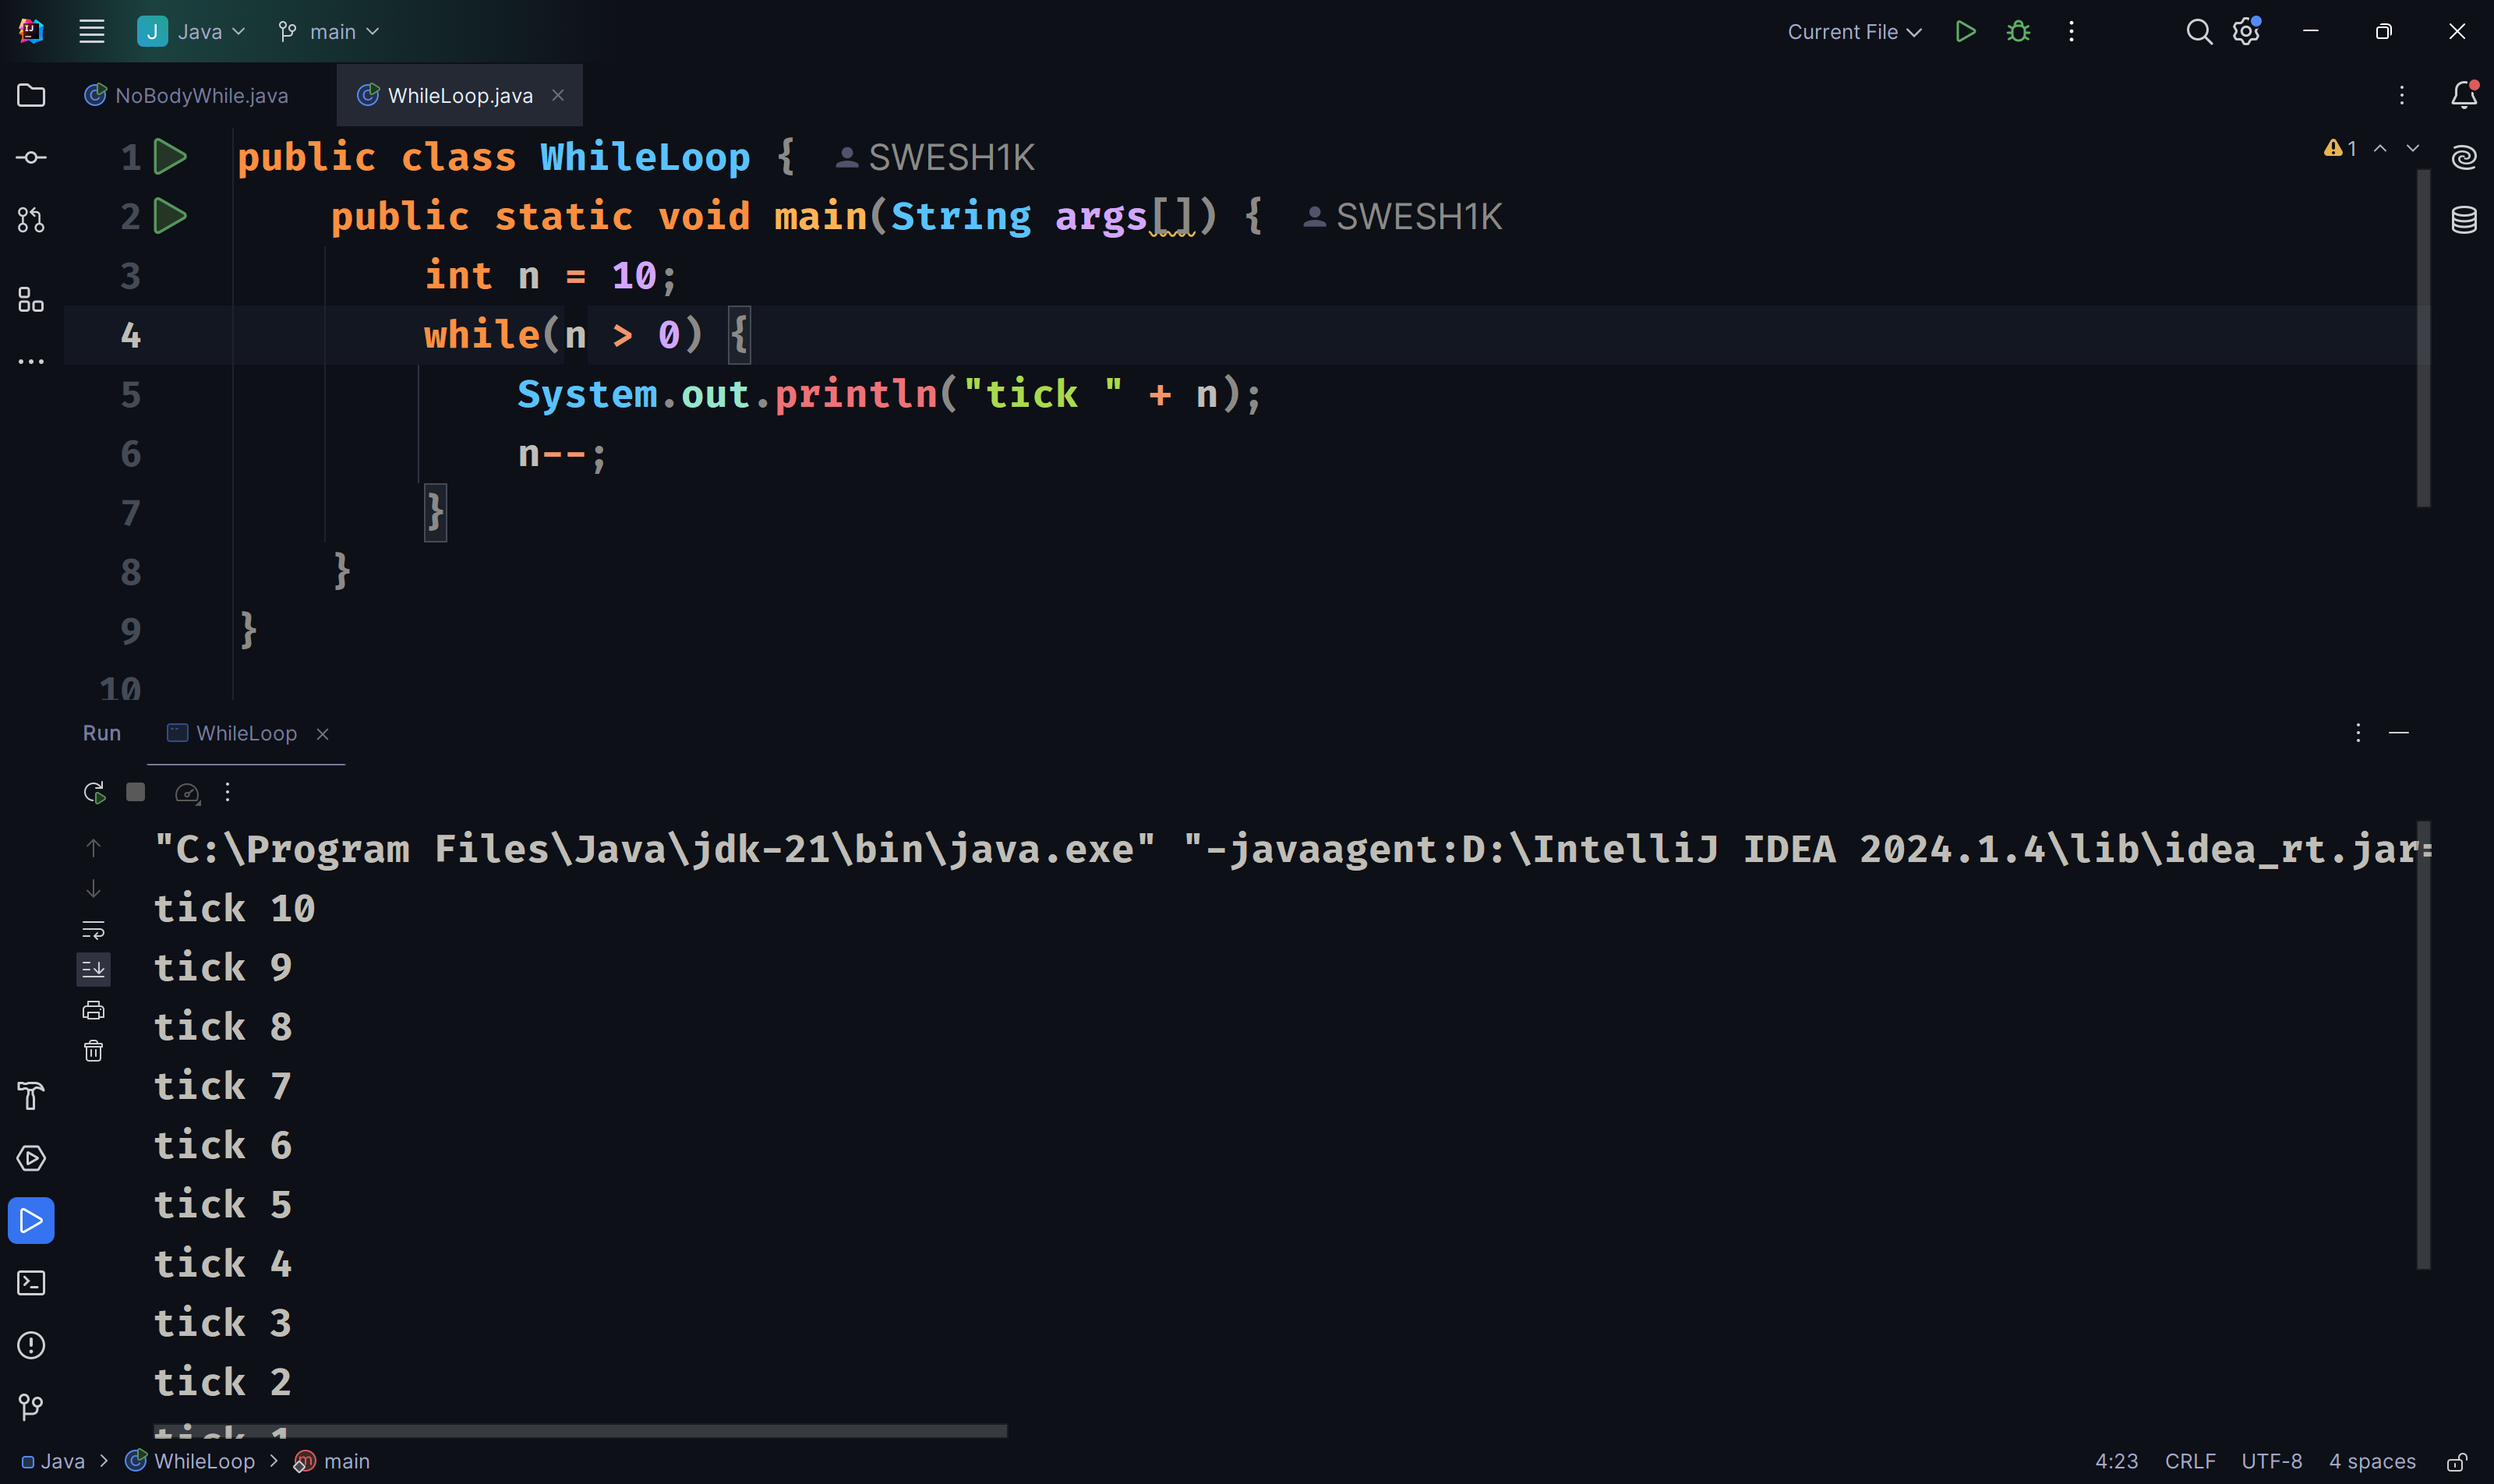 J Java main Current File
NoBodyWhile.java WhileLoop.java
1 public class WhileLoop { SWESH1K 1
2 public static void main(String args[]) { SWESH1K
3 int n = 10;
4 while(n > 0) {
5 System.out.println("tick " + n);
6 n--;
7 }
8 }
9 }
10
Run WhileLoop
"C:\Program Files\Java\jdk-21\bin\java.exe" "-javaagent:D:\IntelliJ IDEA 2024.1.4\lib\idea_rt.jar=
tick 10
tick 9
tick 8
tick 7
tick 6
tick 5
tick 4
tick 3
tick 2
tick 1
Java > WhileLoop > main 4:23 CRLF UTF-8 4 spaces